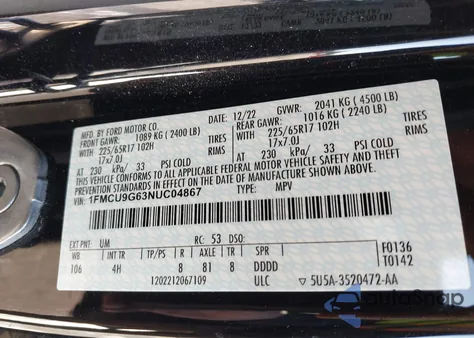 MFD. BY FORD MOTOR CO.
12/22 GVWR: 2041 KG ( 4500 LB)
FRONT GAWR: 1089 KG ( 2400 LB)
REAR GAWR: 1016 KG ( 2240 LB)
WITH 225/65R17 102H
WITH 225/65R17 102H
17x7.0J
17x7.0J
AT 230 kPa/ 33 PSI COLD
AT 230 kPa/ 33 PSI COLD
THIS VEHICLE CONFORMS TO ALL APPLICABLE FEDERAL MOTOR VEHICLE SAFETY AND THEFT PREVENTION STANDARDS IN EFFECT ON THE DATE OF MANUFACTURE SHOWN ABOVE.
VIN: 1FMCU9G63NUC04867
TYPE: MPV
EXT PNT: UM RC: 53 DSO:
WB INT TR TP/PS R AXLE TR SPR
106 4H 8 81 8 DDDD
F0136
T0142
1202212067109 ULC 5U5A-3520472-AA
AutoSnap